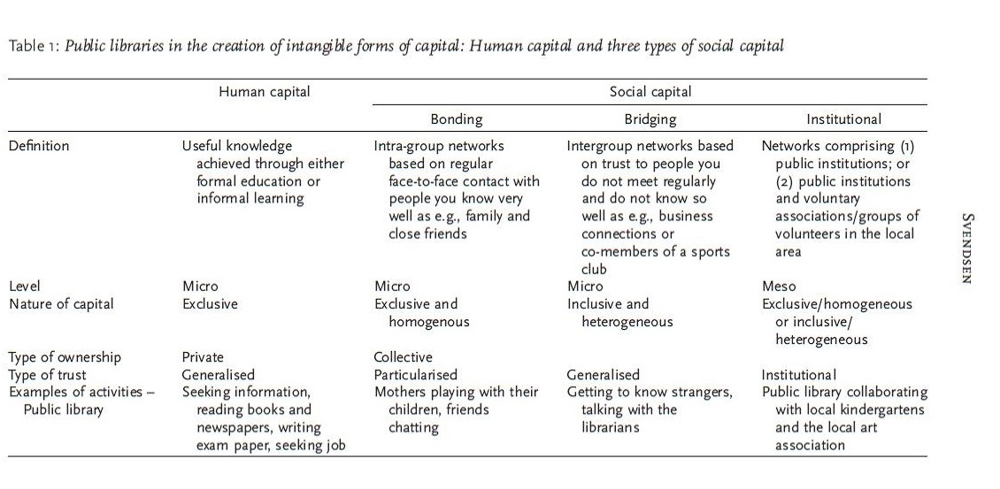 Table 1: Public libraries in the creation of intangible forms of capital: Human capital and three types of social capital
Human capital Social capital
Bonding Bridging Institutional
Definition Useful knowledge Intra-group networks Intergroup networks based Networks comprising (1)
achieved through either based on regular on trust to people you public institutions; or
formal education or face-to-face contact with do not meet regularly (2) public institutions
informal learning people you know very and do not know so and voluntary
well as e.g., family and well as e.g., business associations/groups of
close friends connections or volunteers in the local
co-members of a sports area
club
Level Micro Micro Micro Meso
Nature of capital Exclusive Exclusive and Inclusive and Exclusive/homogeneous
homogenous heterogeneous or inclusive/
heterogeneous
Type of ownership Private Collective
Type of trust Generalised Particularised Generalised Institutional
Examples of activities – Seeking information, Mothers playing with their Getting to know strangers, Public library collaborating
Public library reading books and children, friends talking with the with local kindergartens
newspapers, writing chatting librarians and the local art
exam paper, seeking job association
Svendsen